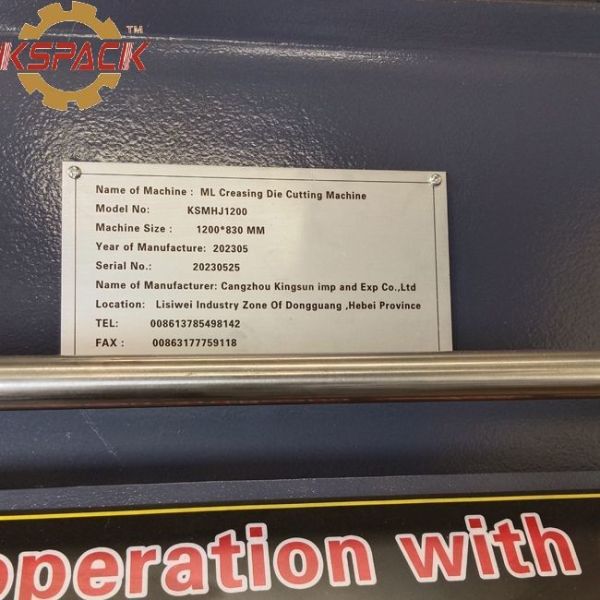 KSPACK™
Name of Machine : ML Creasing Die Cutting Machine
Model No: KSMHJ1200
Machine Size : 1200*830 MM
Year of Manufacture: 202305
Serial No.: 20230525
Name of Manufacturer: Cangzhou Kingsun imp and Exp Co.,Ltd
Location: Lisiwei Industry Zone Of Dongguang ,Hebei Province
TEL: 008613785498142
FAX : 00863177759118
operation with